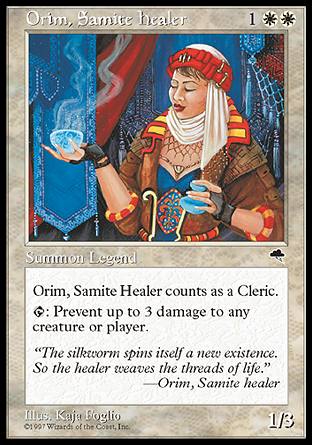 Orim, Samite Healer 1
Summon Legend
Orim, Samite Healer counts as a Cleric.
: Prevent up to 3 damage to any
creature or player.
“The silkworm spins itself a new existence.
So the healer weaves the threads of life.”
—Orim, Samite healer
Illus. Kaja Foglio
©1997 Wizards of the Coast, Inc.
1/3